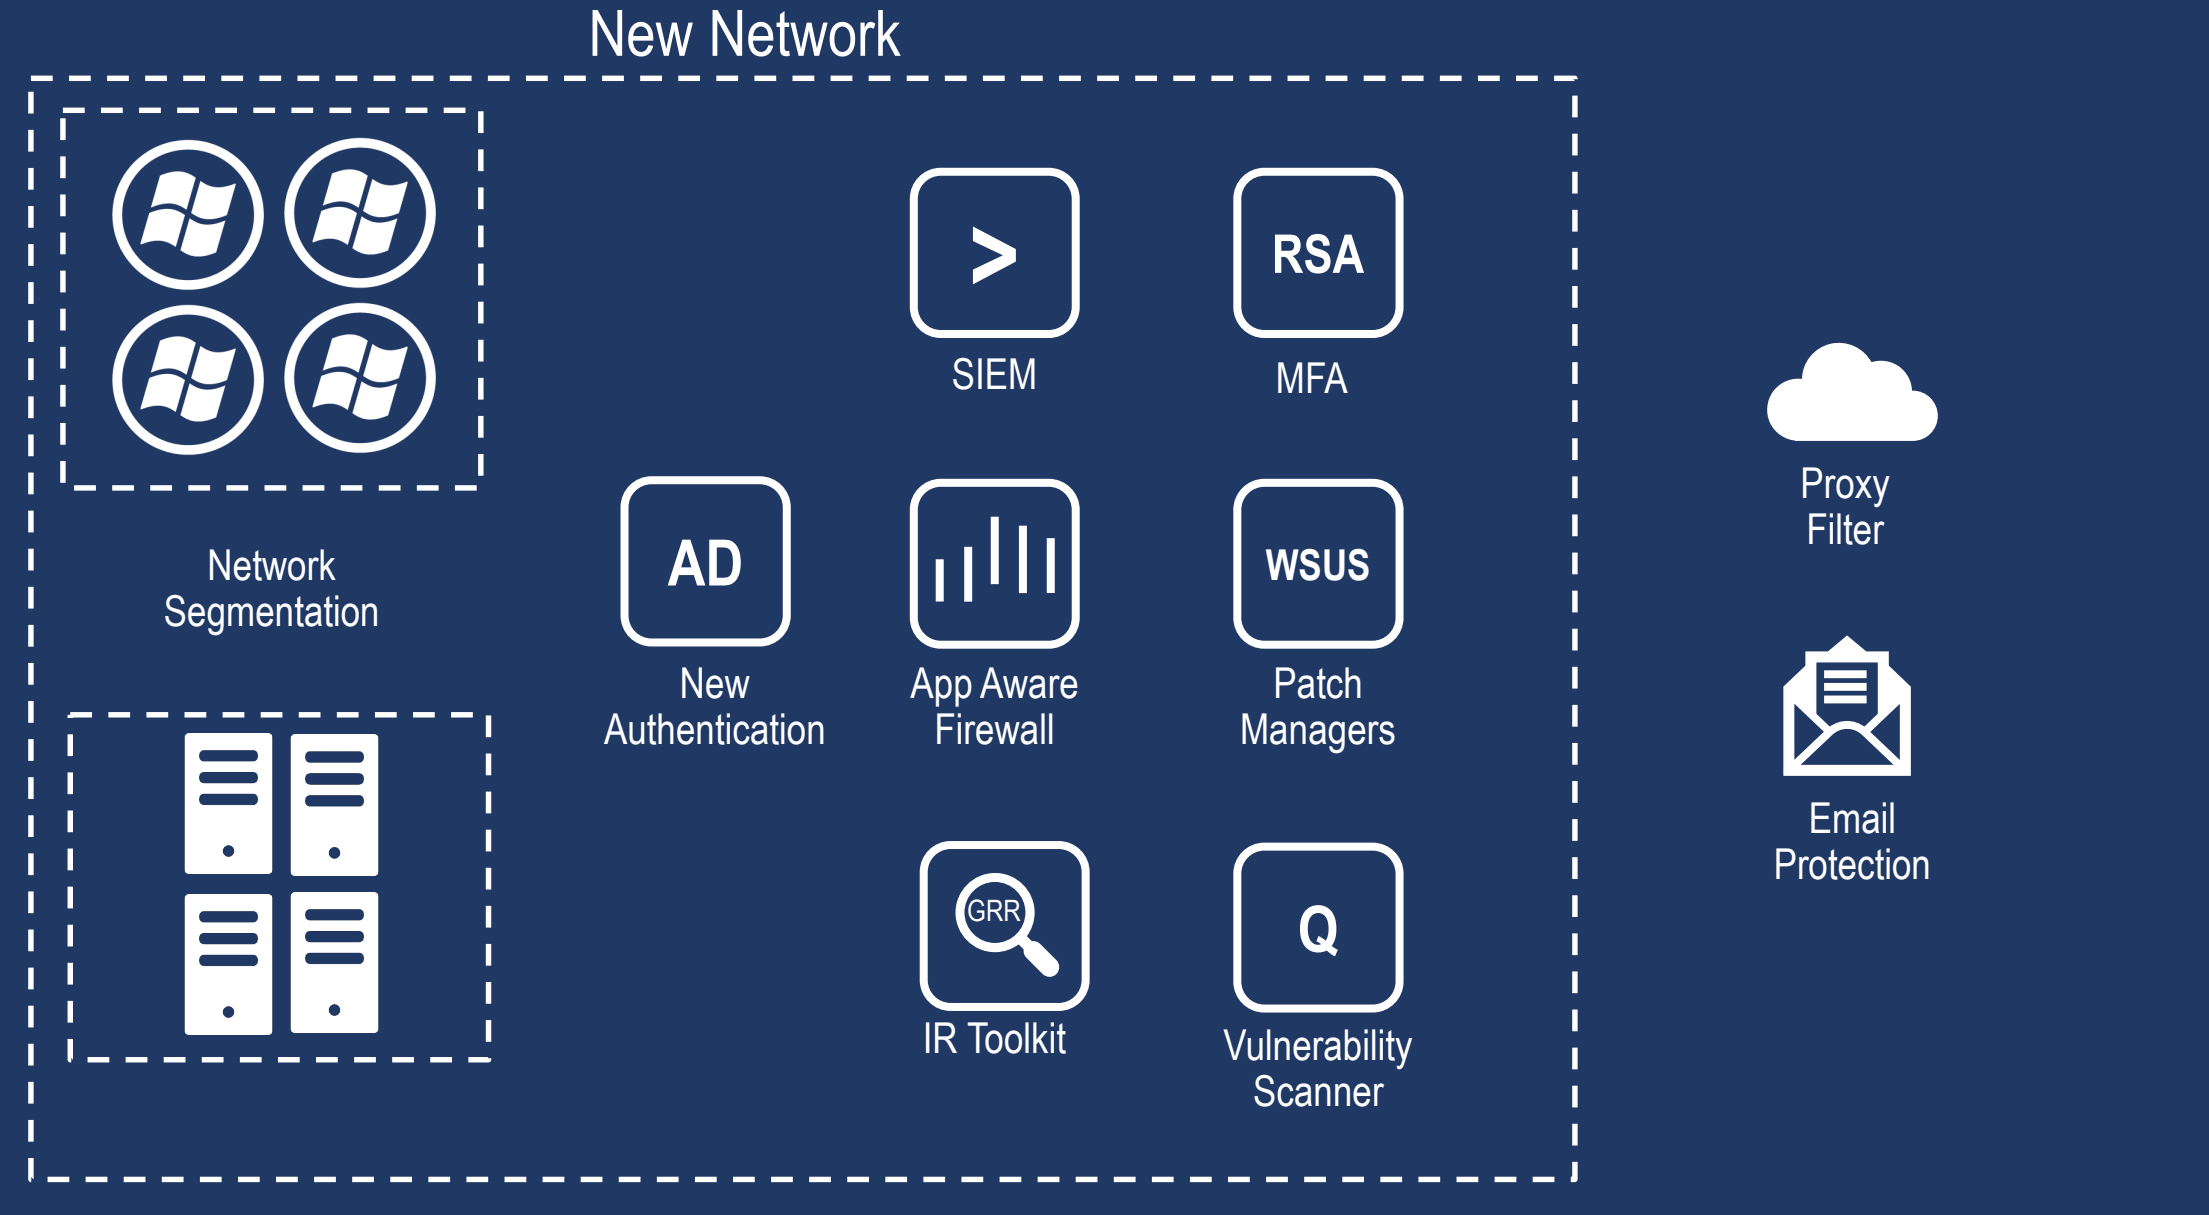 New Network
>
RSA
SIEM
MFA
Proxy
Filter
Network
Segmentation
AD
WSUS
New
Authentication
App Aware
Firewall
Patch
Managers
Email
Protection
GRR
Q
IR Toolkit
Vulnerability
Scanner